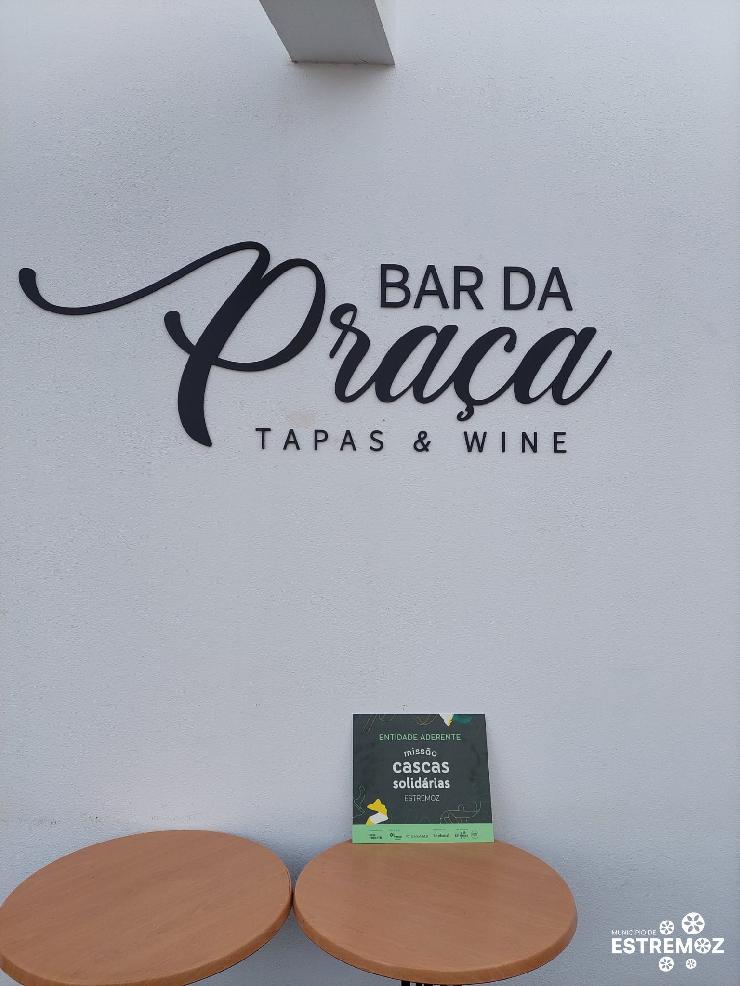 BAR DA
Praça
TAPAS & WINE
ENTIDADE ADERENTE
missão
cascas
solidárias
ESTREMOZ
MUNICÍPIO DE
ESTREMOZ